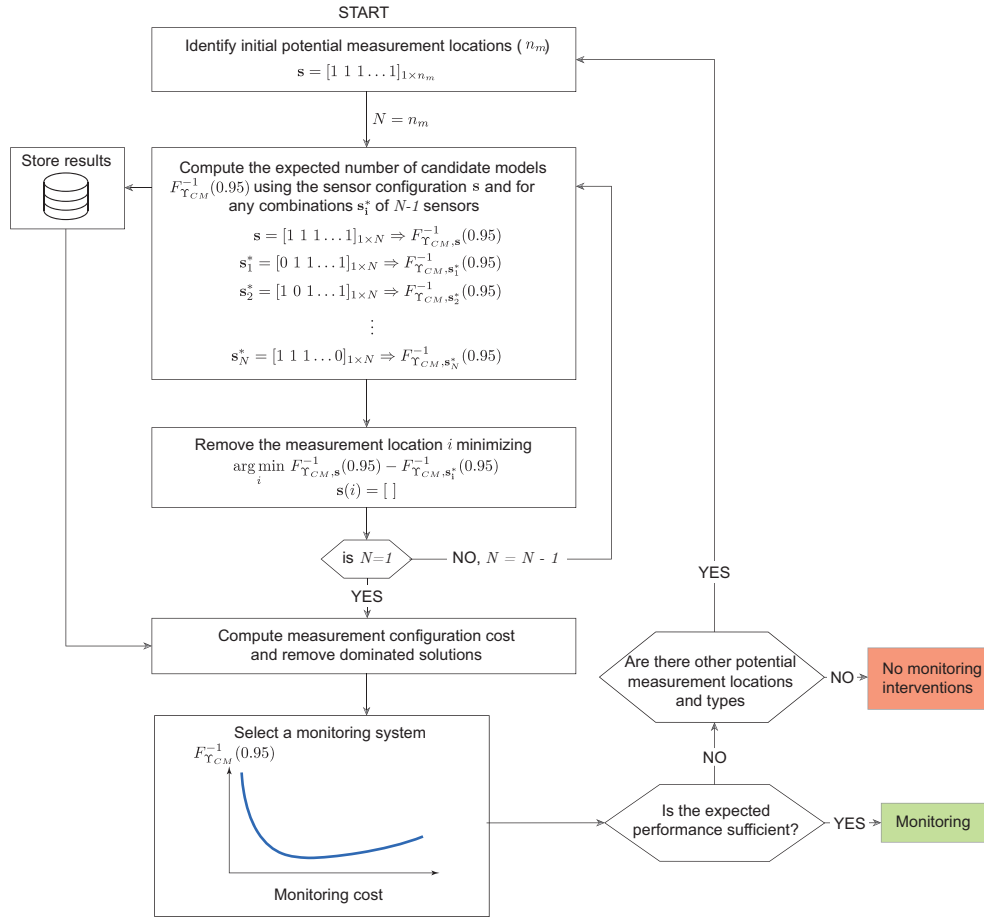 START
Identify initial potential measurement locations ( n_m)
s = [1 1 1 … 1]_{1×n_m}
N = n_m
Store results
Compute the expected number of candidate models
F^{-1}_{Υ_{CM}}(0.95) using the sensor configuration s and for
any combinations s^*_i of N-1 sensors
s = [1 1 1 … 1]_{1×N} ⇒ F^{-1}_{Υ_{CM},s}(0.95)
s^*_1 = [0 1 1 … 1]_{1×N} ⇒ F^{-1}_{Υ_{CM},s^*_1}(0.95)
s^*_2 = [1 0 1 … 1]_{1×N} ⇒ F^{-1}_{Υ_{CM},s^*_2}(0.95)
⋮
s^*_N = [1 1 1 … 0]_{1×N} ⇒ F^{-1}_{Υ_{CM},s^*_N}(0.95)
Remove the measurement location i minimizing
arg min_i F^{-1}_{Υ_{CM},s}(0.95) − F^{-1}_{Υ_{CM},s^*_i}(0.95)
s(i) = [ ]
is N=1
NO, N = N - 1
YES
Compute measurement configuration cost
and remove dominated solutions
Select a monitoring system
F^{-1}_{Υ_{CM}}(0.95)
Monitoring cost
Is the expected
performance sufficient?
YES
Monitoring
NO
Are there other potential
measurement locations
and types
NO
No monitoring
interventions
YES